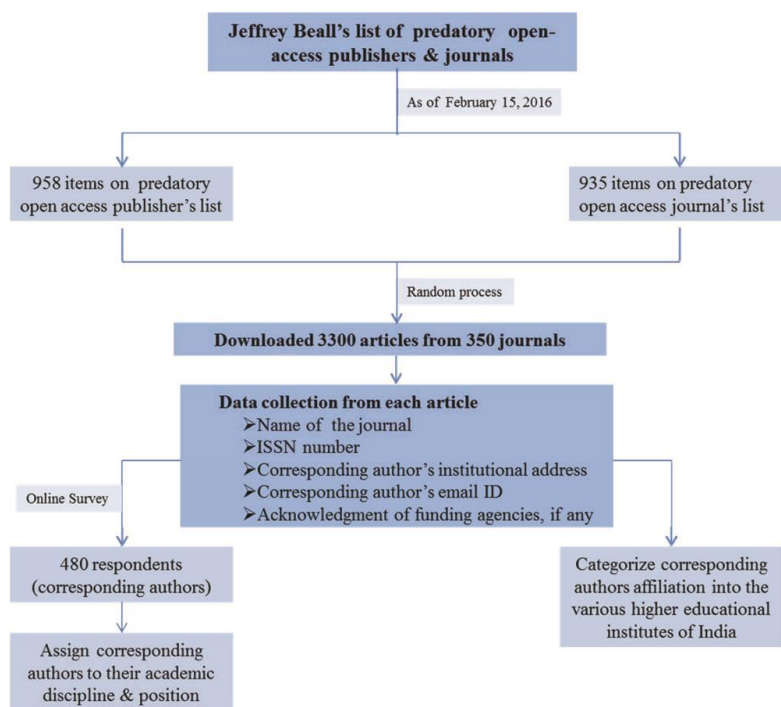 Jeffrey Beall’s list of predatory open-
access publishers & journals
As of February 15, 2016
958 items on predatory
open access publisher’s list
935 items on predatory
open access journal’s list
Random process
Downloaded 3300 articles from 350 journals
Data collection from each article
➢Name of the journal
➢ISSN number
➢Corresponding author’s institutional address
➢Corresponding author’s email ID
➢Acknowledgment of funding agencies, if any
Online Survey
480 respondents
(corresponding authors)
Categorize corresponding
authors affiliation into the
various higher educational
institutes of India
Assign corresponding
authors to their academic
discipline & position